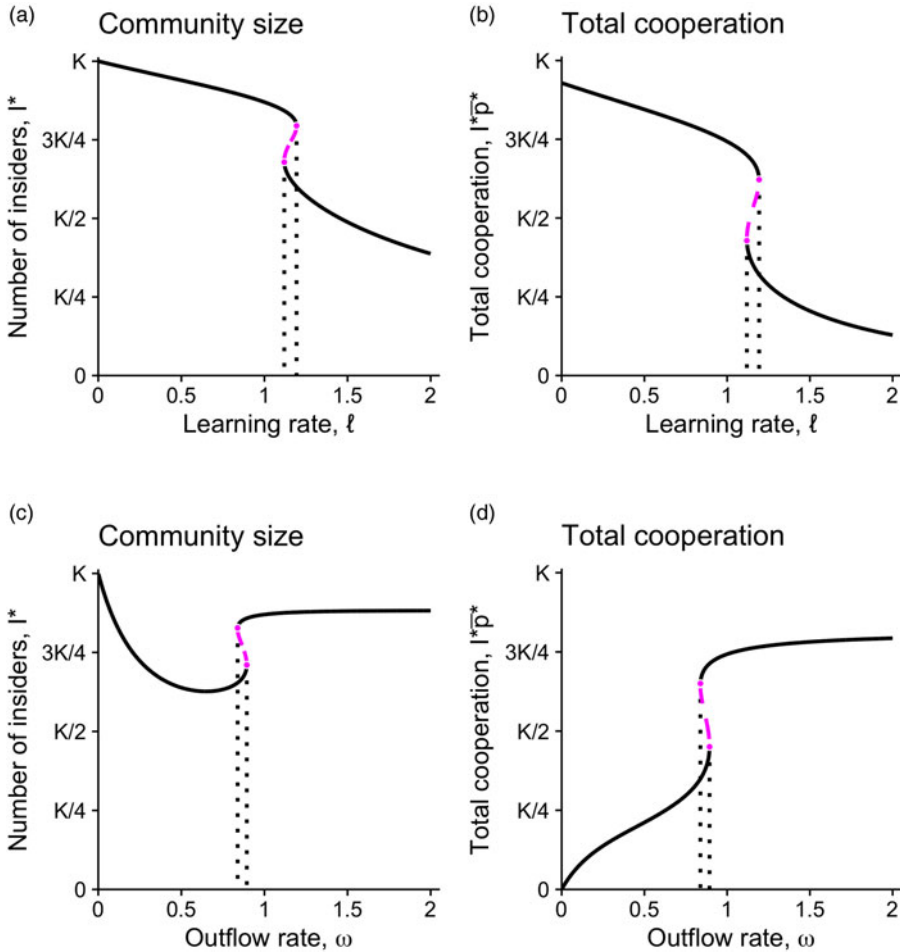 (a)
Community size
Number of insiders, I*
K
3K/4
K/2
K/4
0
0 0.5 1 1.5 2
Learning rate, ℓ
(b)
Total cooperation
Total cooperation, I*p̅*
K
3K/4
K/2
K/4
0
0 0.5 1 1.5 2
Learning rate, ℓ
(c)
Community size
Number of insiders, I*
K
3K/4
K/2
K/4
0
0 0.5 1 1.5 2
Outflow rate, ω
(d)
Total cooperation
Total cooperation, I*p̅*
K
3K/4
K/2
K/4
0
0 0.5 1 1.5 2
Outflow rate, ω